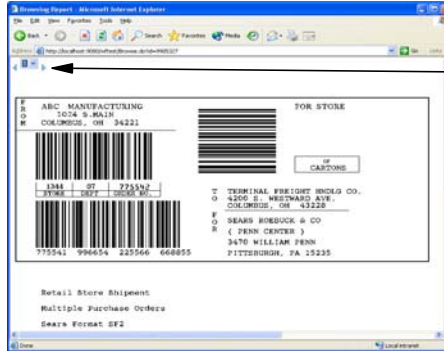 Browsing Report - Microsoft Internet Explorer
File Edit View Favorites Tools Help
Back Search Favorites Media
Address Go
FROM
ABC MANUFACTURING
1024 S.MAIN
COLUMBUS, OH 34221
FOR STORE
OF
CARTONS
1344 07 775542
STORE DEPT ORDER NO.
775541 996654 225566 668855
TO
TERMINAL FREIGHT HNDLG CO.
4200 S. WESTWARD AVE.
COLUMBUS, OH 43228
FOR
SEARS ROEBUCK & CO
( PENN CENTER )
3470 WILLIAM PENN
PITTSBURGH, PA 15235
Retail Store Shipment
Multiple Purchase Orders
Sears Format SF2
Done Local intranet